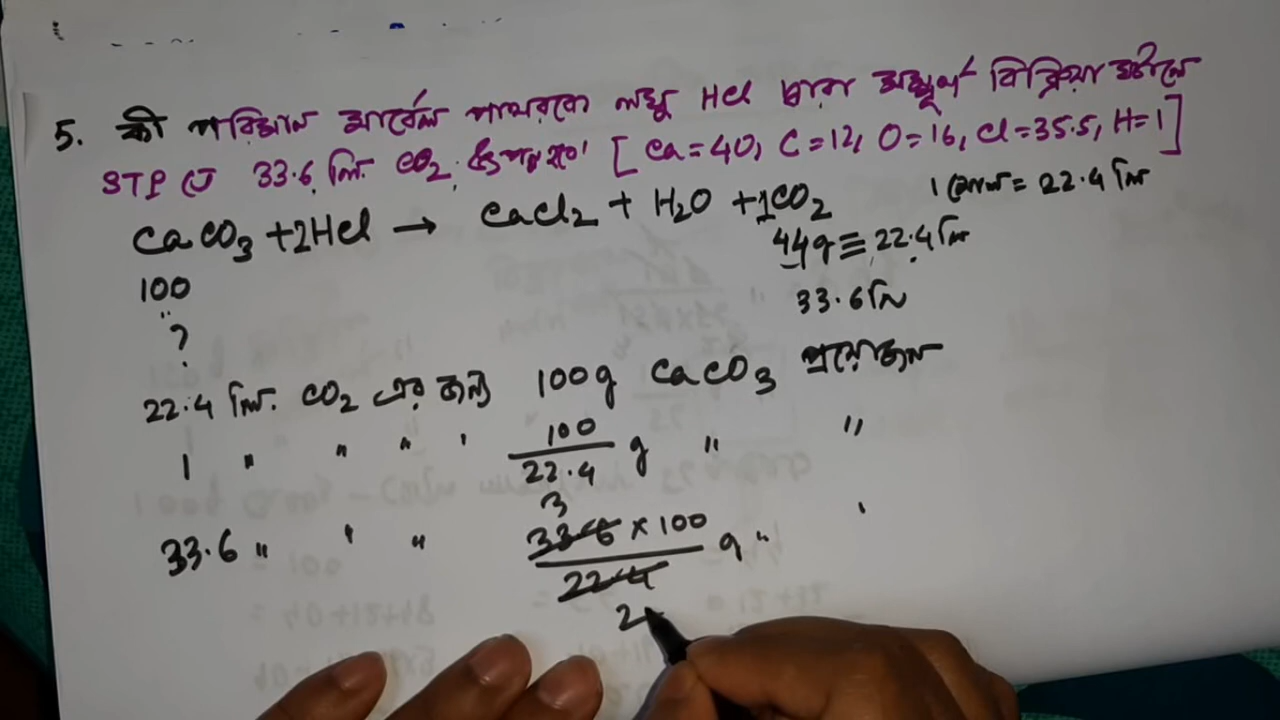 5. কী পরিমান মার্বেল পাথরকে লঘু HCl দ্বারা সম্পূর্ণ বিক্রিয়া ঘটালে
STP তে 33.6 লি. CO2 উৎপন্ন হবে [Ca=40, C=12, O=16, Cl=35.5, H=1]
1 মোল = 22.4 লি
CaCO3 + 2HCl → CaCl2 + H2O + 1CO2
100 44g ≡ 22.4 লি
" 33.6 লি
?
22.4 লি. CO2 এর জন্য 100g CaCO3 প্রয়োজন
1 " " " ' 100/22.4 g " "
3
33.6 " ' " 33.6 × 100/22.4 g " '
2